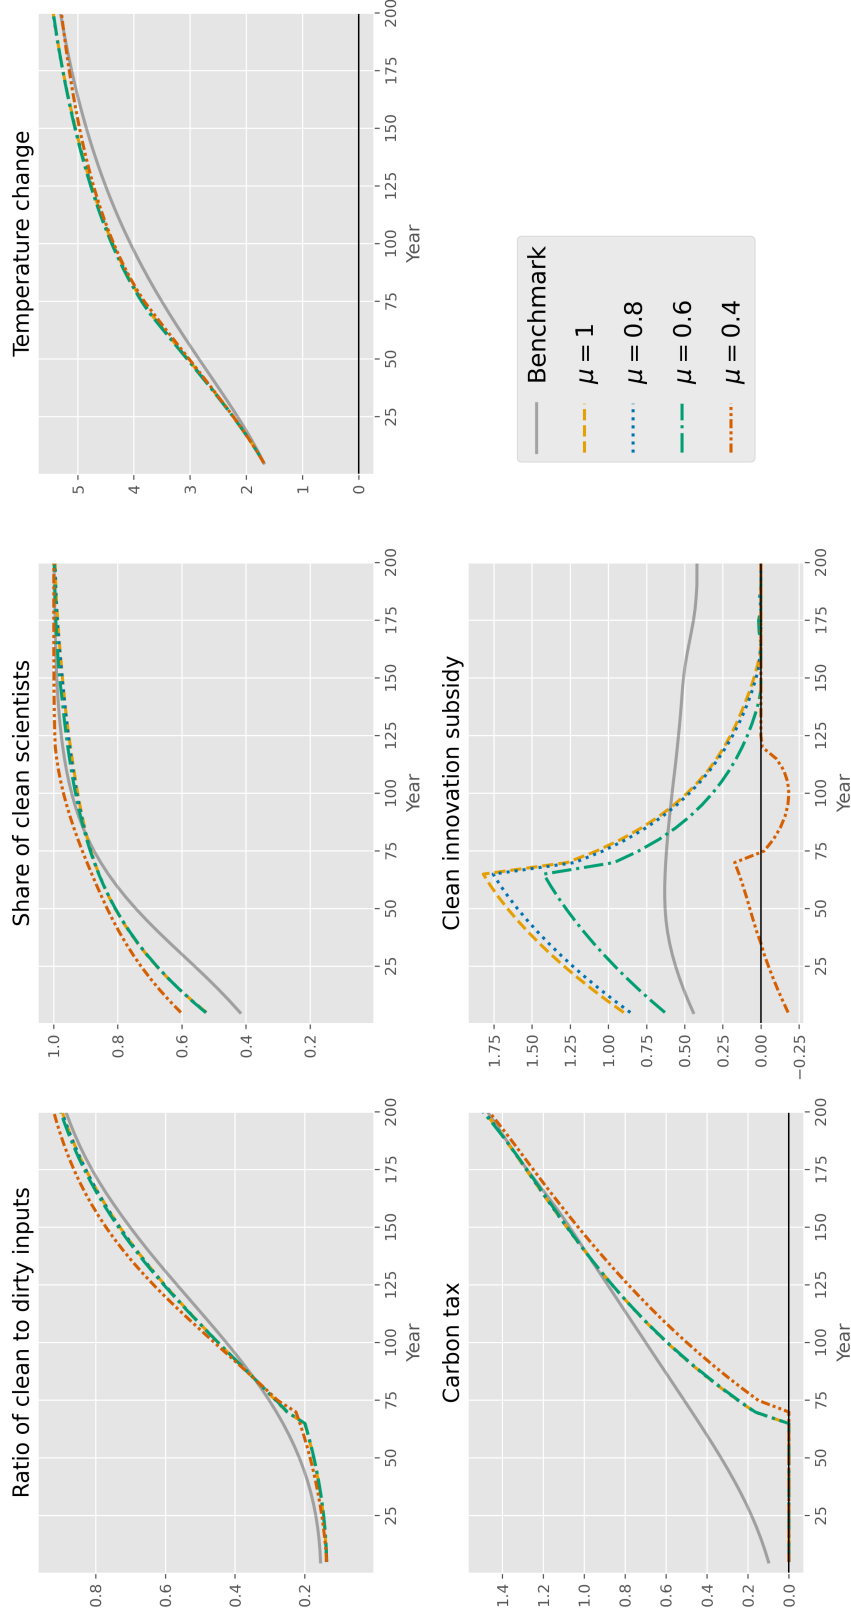 Ratio of clean to dirty inputs
0.8
0.6
0.4
0.2
25 50 75 100 125 150 175 200
Year
Share of clean scientists
1.0
0.8
0.6
0.4
0.2
25 50 75 100 125 150 175 200
Year
Temperature change
5
4
3
2
1
0
25 50 75 100 125 150 175 200
Year
Carbon tax
1.4
1.2
1.0
0.8
0.6
0.4
0.2
0.0
25 50 75 100 125 150 175 200
Year
Clean innovation subsidy
1.75
1.50
1.25
1.00
0.75
0.50
0.25
0.00
−0.25
25 50 75 100 125 150 175 200
Year
Benchmark
μ = 1
μ = 0.8
μ = 0.6
μ = 0.4